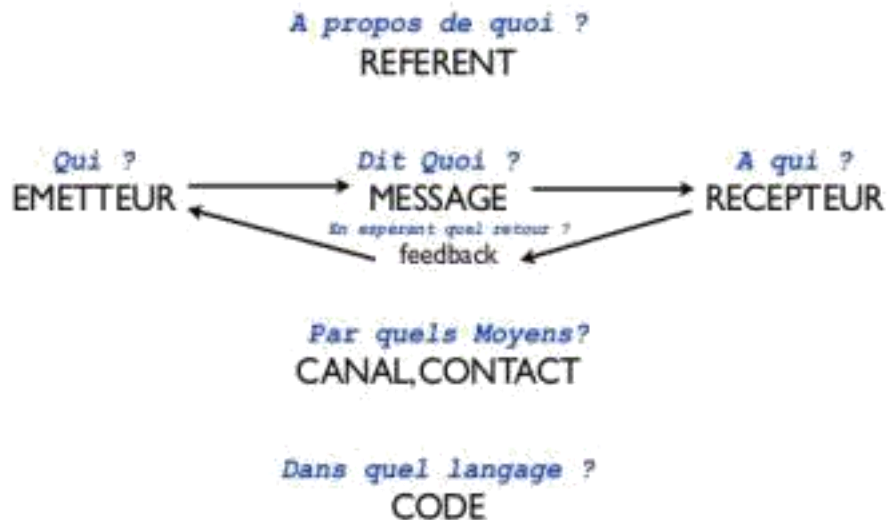 A propos de quoi ?
REFERENT
Qui ?
Dit Quoi ?
A qui ?
EMETTEUR
MESSAGE
RECEPTEUR
En espérant quel retour ?
feedback
Par quels Moyens?
CANAL,CONTACT
Dans quel langage ?
CODE